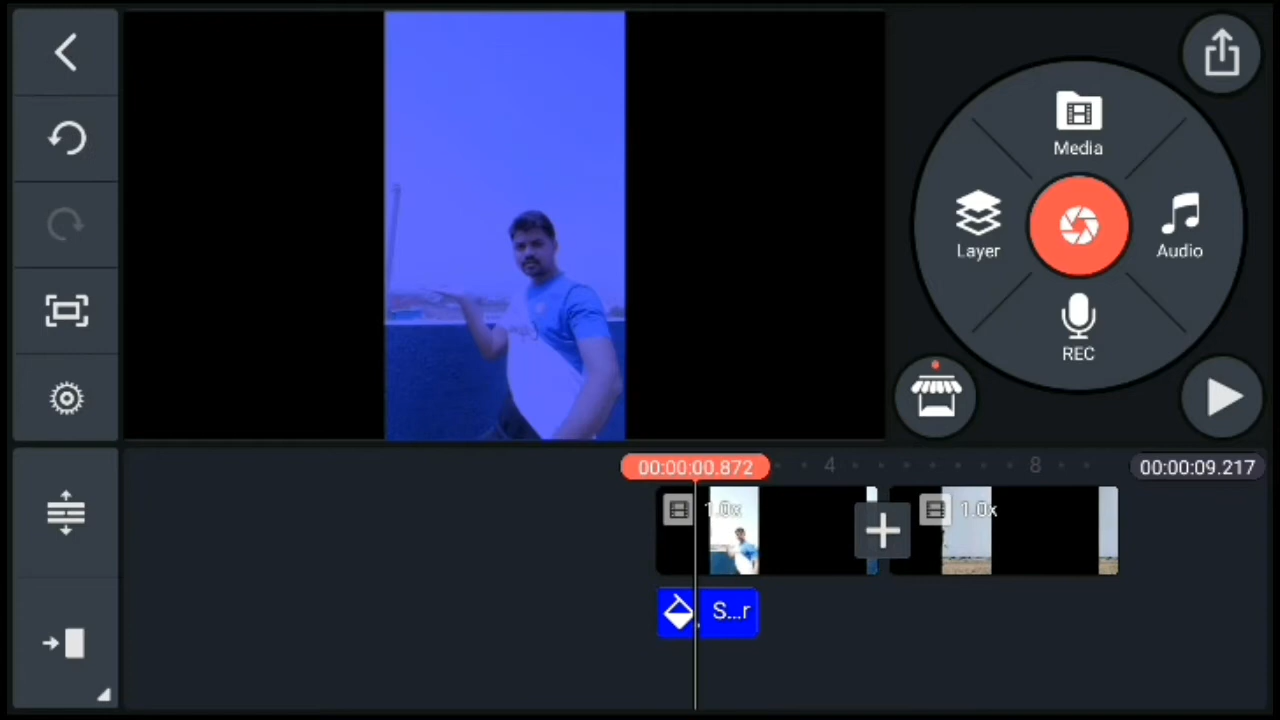 Media
Layer
Audio
REC
00:00:00.872
4
8
00:00:09.217
1.0x
1.0x
S...r